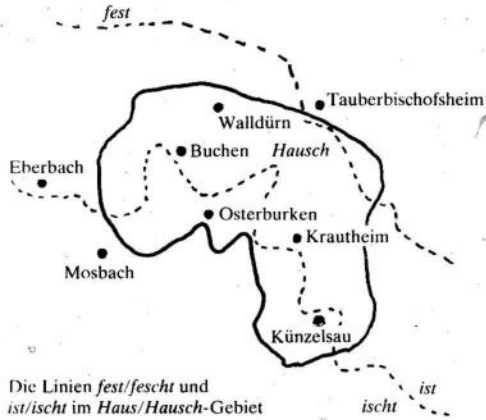 fest
Tauberbischofsheim
Walldürn
Buchen
Hausch
Eberbach
Osterburken
Krautheim
Mosbach
Künzelsau
Die Linien fest/fescht und
ist/ischt im Haus/Hausch-Gebiet
ist
ischt